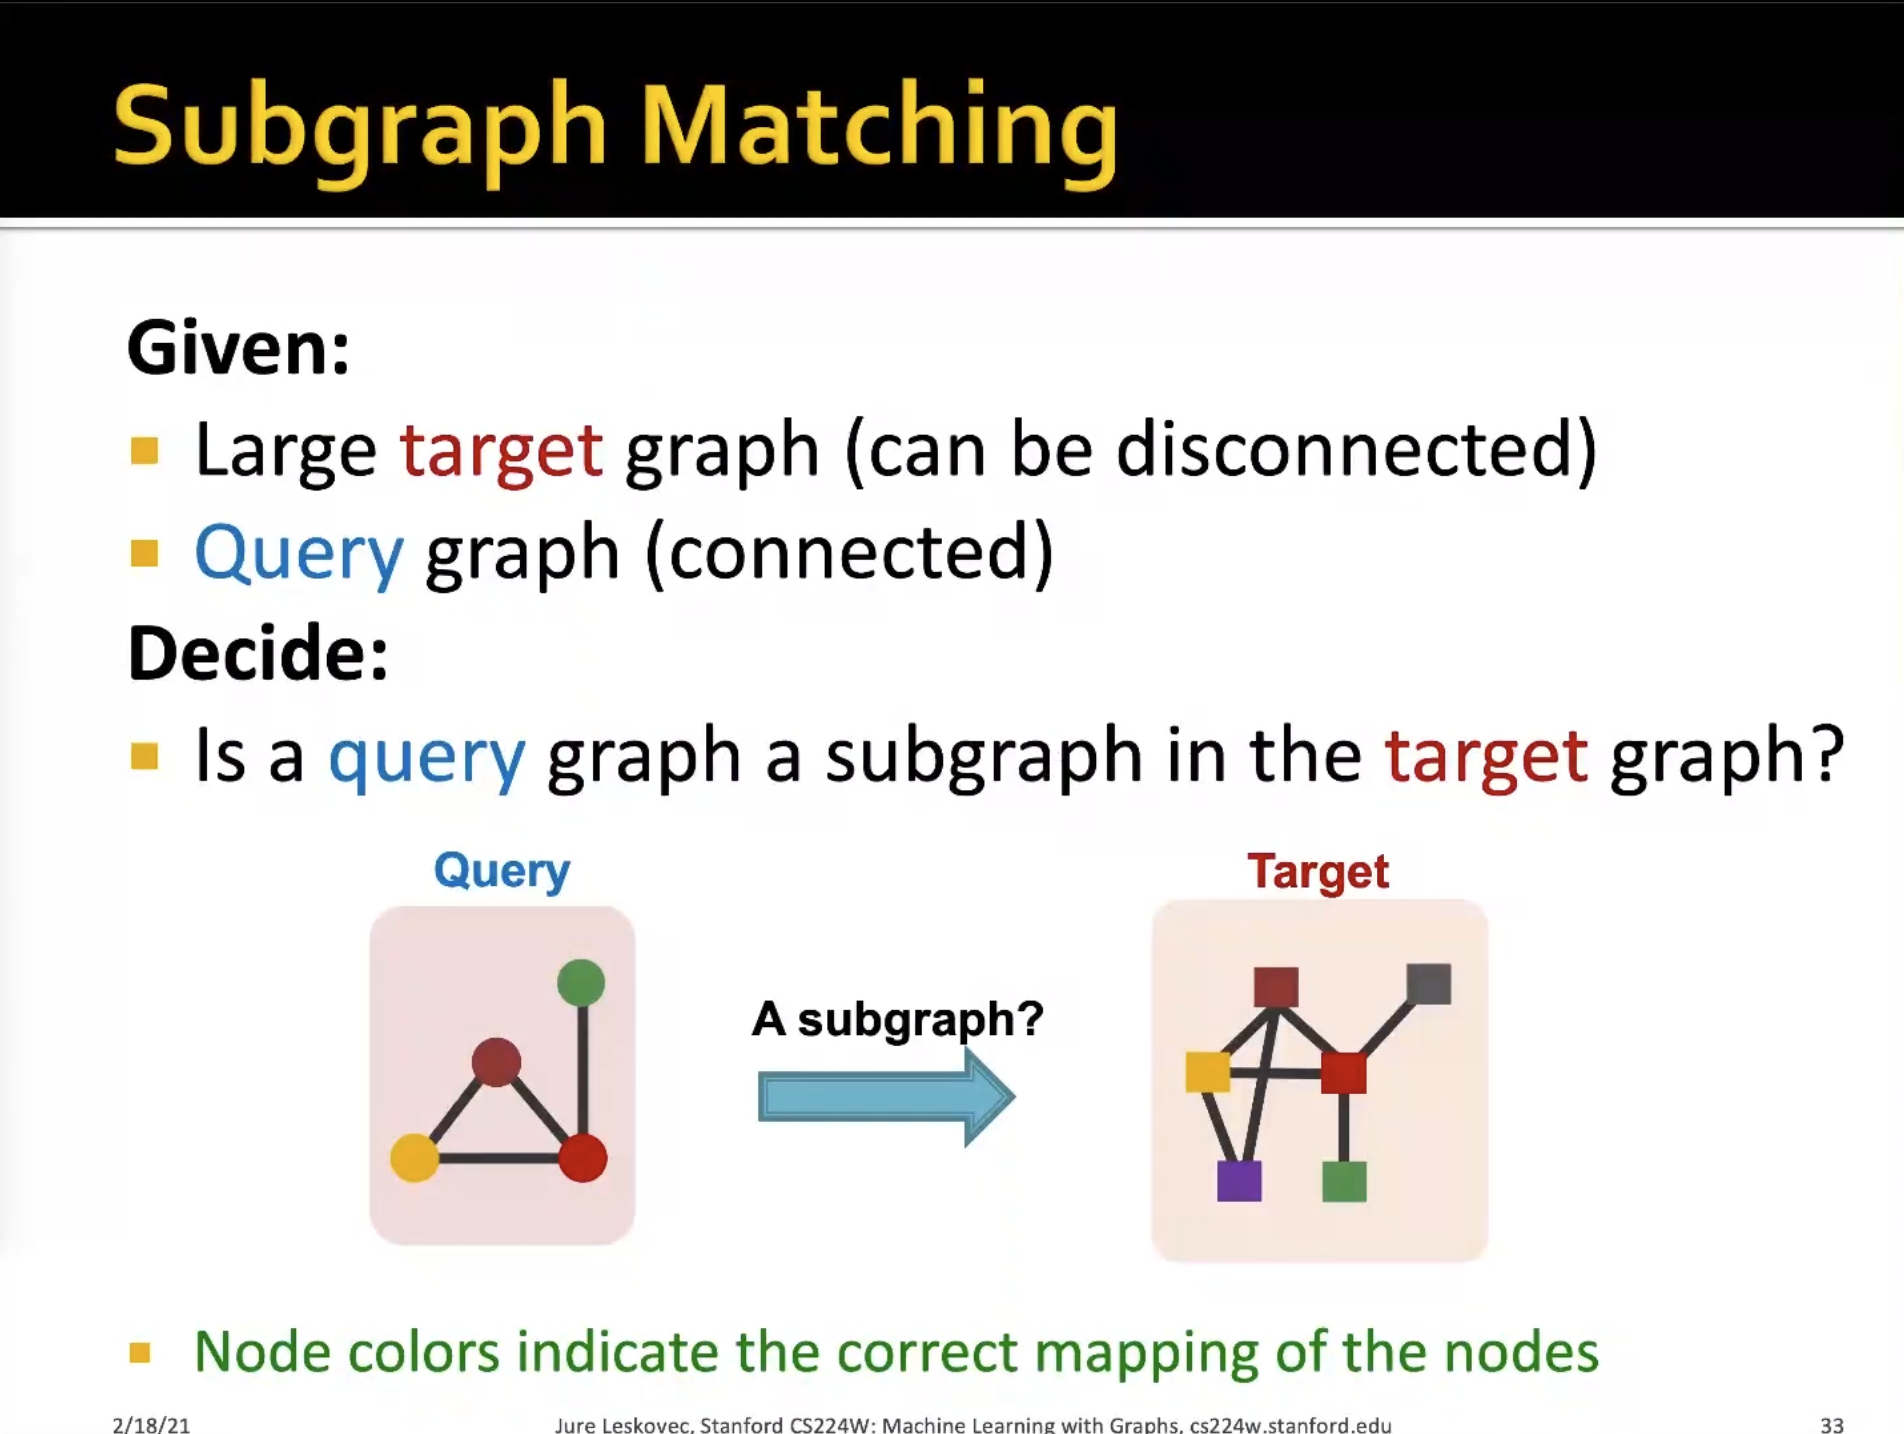 Subgraph Matching
Given:
Large target graph (can be disconnected)
Query graph (connected)
Decide:
Is a query graph a subgraph in the target graph?
Query
Target
A subgraph?
Node colors indicate the correct mapping of the nodes
2/18/21
Jure Leskovec, Stanford CS224W: Machine Learning with Graphs, cs224w.stanford.edu
33